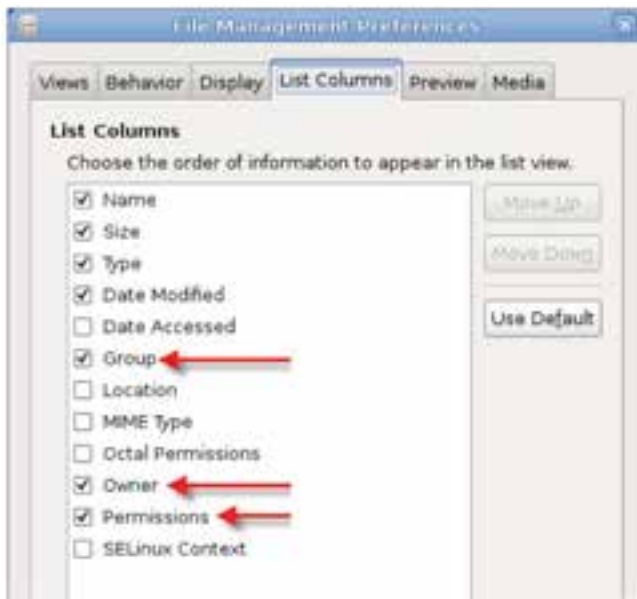 File Management Preferences
Views Behavior Display List Columns Preview Media
List Columns
Choose the order of information to appear in the list view.
Name
Size
Type
Date Modified
Date Accessed
Group
Location
MIME Type
Octal Permissions
Owner
Permissions
SELinux Context
Move Up
Move Down
Use Default